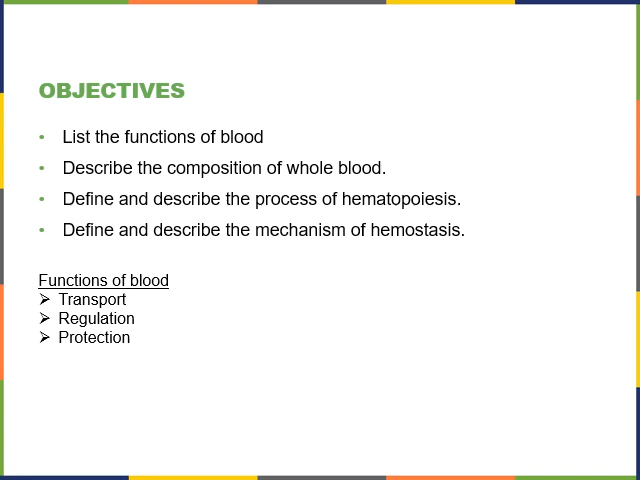 OBJECTIVES
• List the functions of blood
• Describe the composition of whole blood.
• Define and describe the process of hematopoiesis.
• Define and describe the mechanism of hemostasis.
Functions of blood
➢ Transport
➢ Regulation
➢ Protection